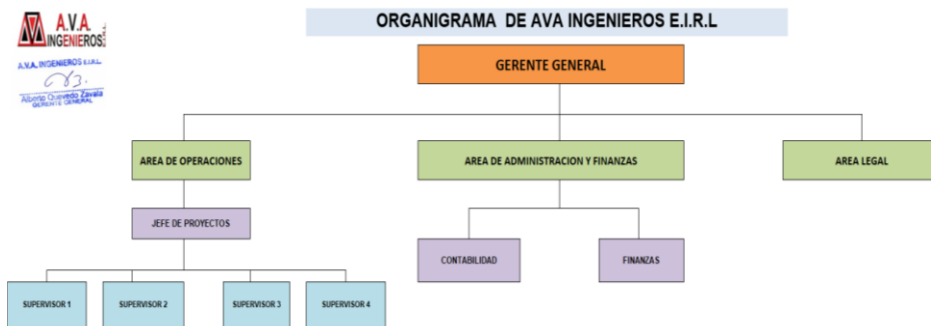 ORGANIGRAMA DE AVA INGENIEROS E.I.R.L
A.V.A.
INGENIEROS E.I.R.L.
A.V.A. INGENIEROS E.I.R.L.
Alberto Quevedo Zavala
GERENTE GENERAL
GERENTE GENERAL
AREA DE OPERACIONES
AREA DE ADMINISTRACION Y FINANZAS
AREA LEGAL
JEFE DE PROYECTOS
CONTABILIDAD
FINANZAS
SUPERVISOR 1
SUPERVISOR 2
SUPERVISOR 3
SUPERVISOR 4